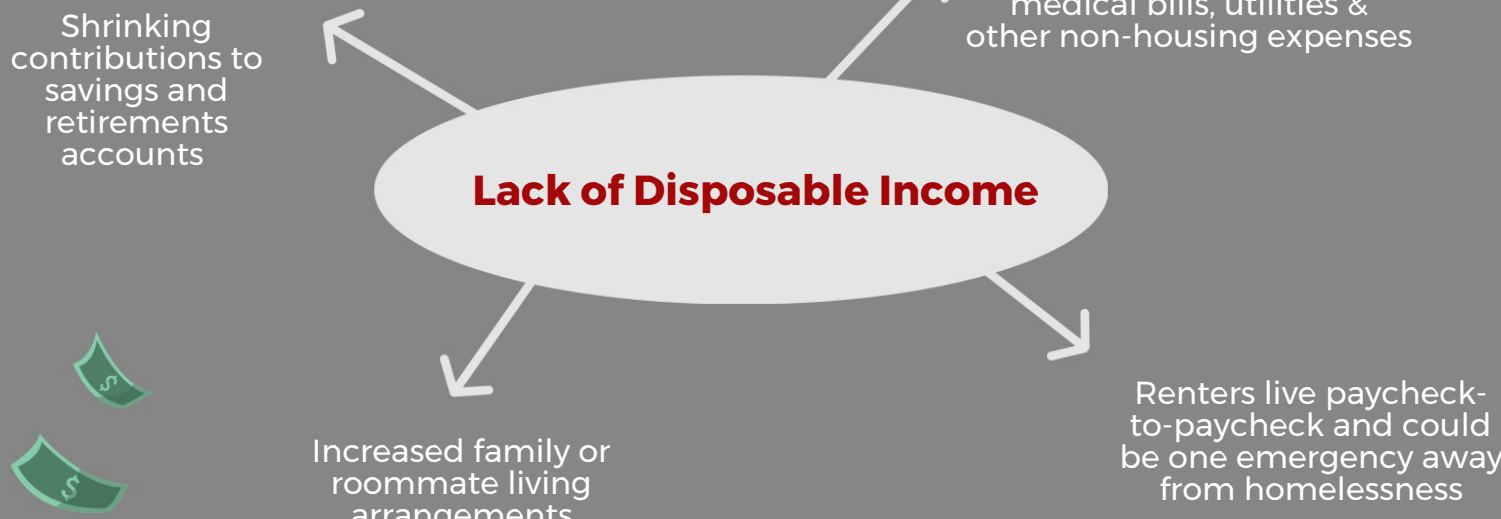 Shrinking
contributions to
savings and
retirements
accounts
medical bills, utilities &
other non-housing expenses
Lack of Disposable Income
$
$
Increased family or
roommate living
arrangements
Renters live paycheck-
to-paycheck and could
be one emergency away
from homelessness